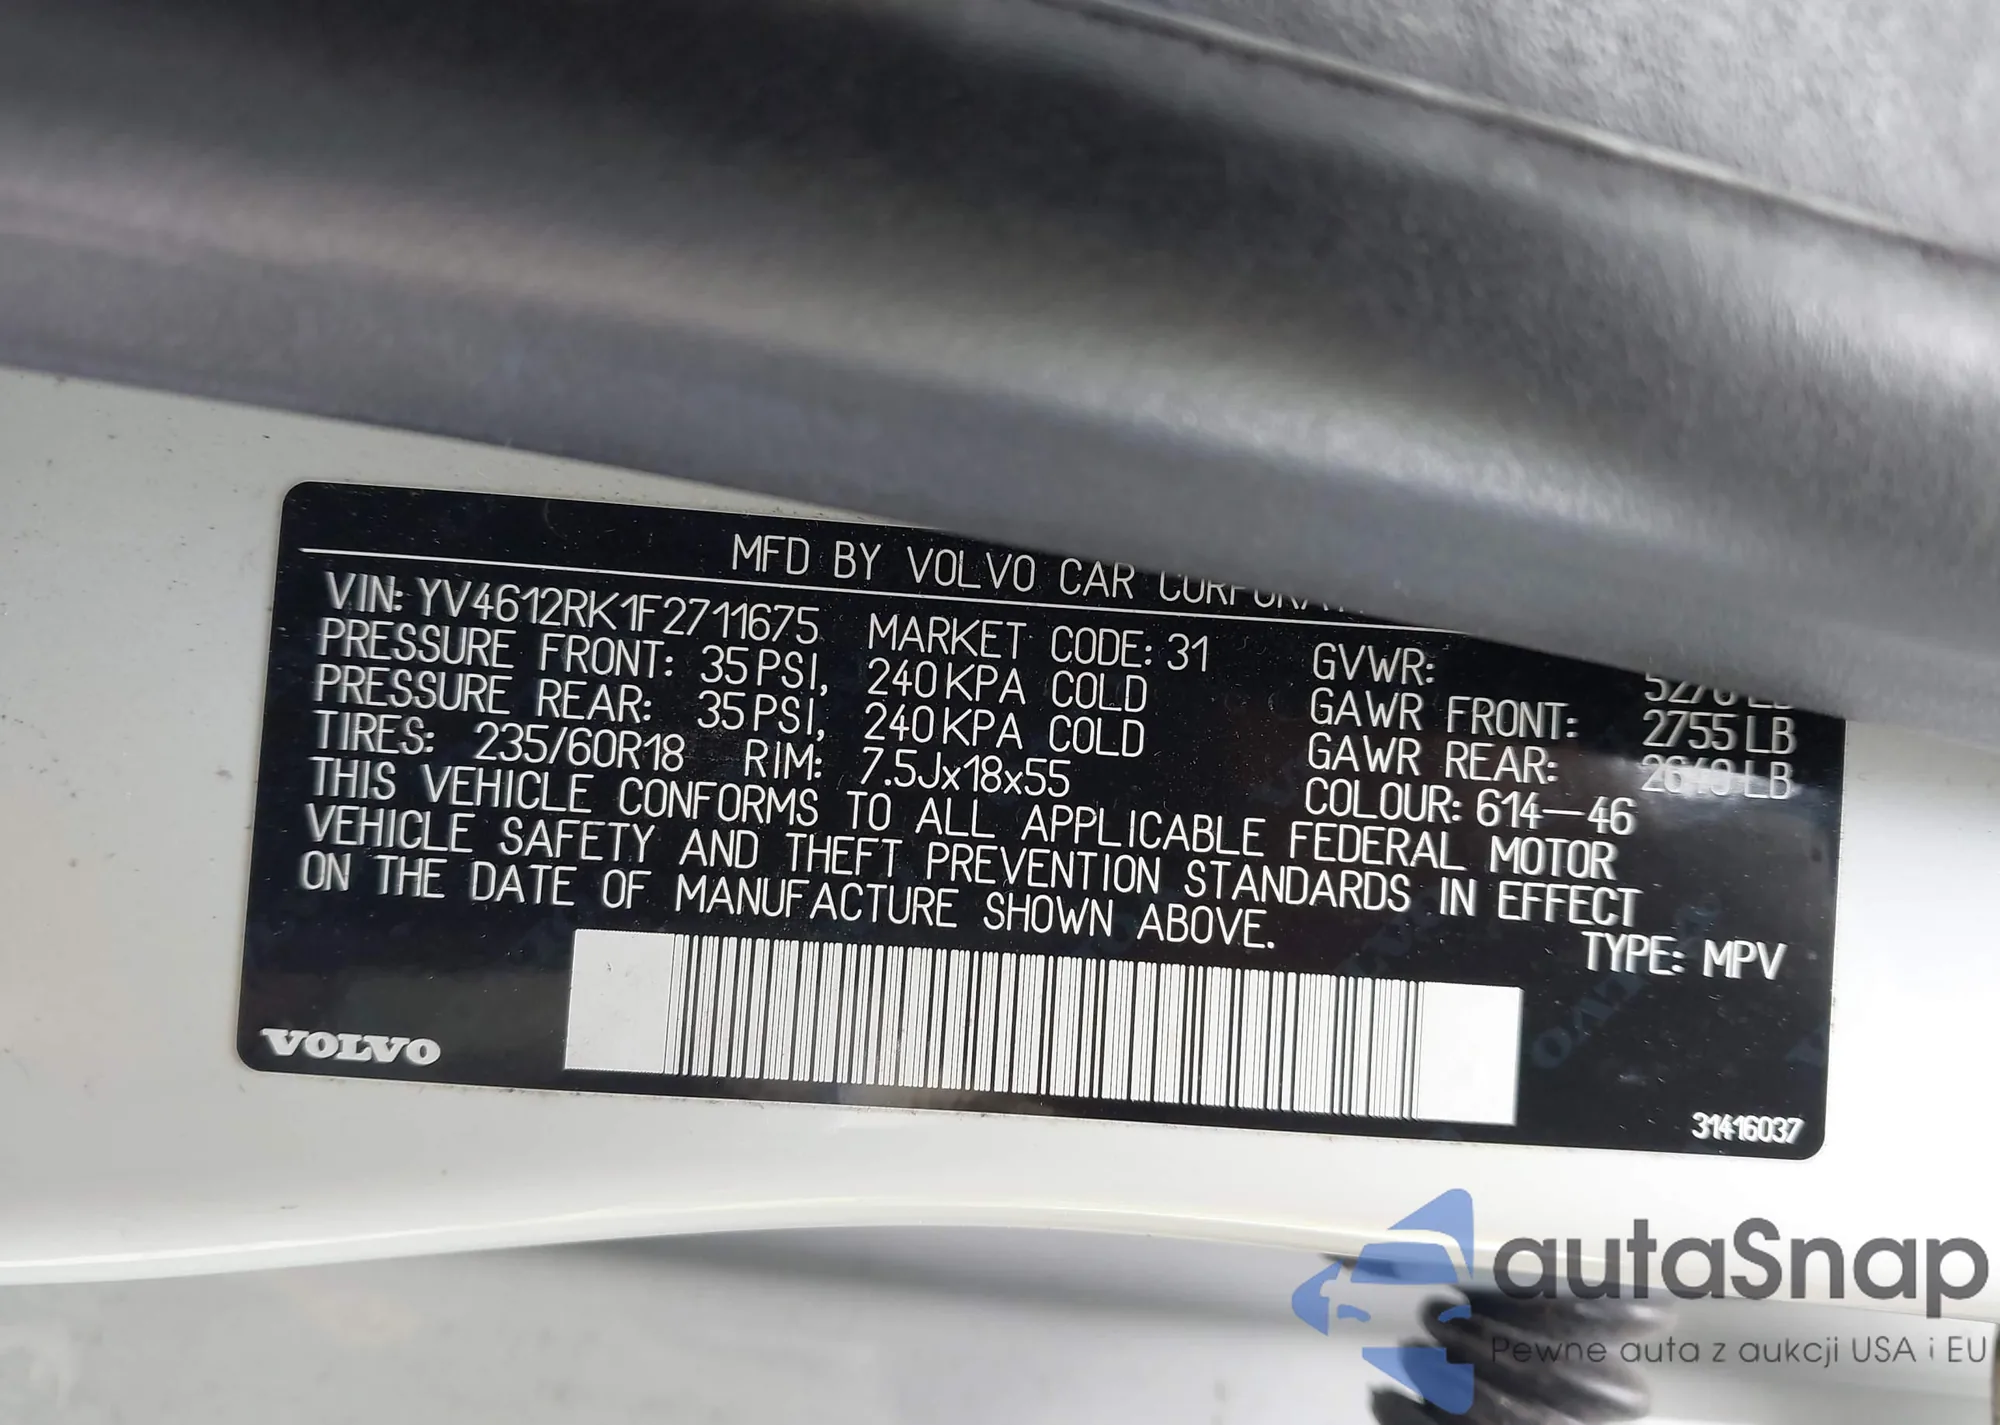 MFD BY VOLVO CAR
VIN: YV4612RK1F2711675 MARKET CODE: 31 GVWR:
PRESSURE FRONT: 35 PSI, 240 KPA COLD GAWR FRONT: 2755 LB
PRESSURE REAR: 35 PSI, 240 KPA COLD GAWR REAR: LB
TIRES: 235/60R18 RIM: 7.5Jx18x55 COLOUR: 614-46
THIS VEHICLE CONFORMS TO ALL APPLICABLE FEDERAL MOTOR
VEHICLE SAFETY AND THEFT PREVENTION STANDARDS IN EFFECT
ON THE DATE OF MANUFACTURE SHOWN ABOVE.
TYPE: MPV
VOLVO
31416037
autaSnap
Pewne auta z aukcji USA i EU